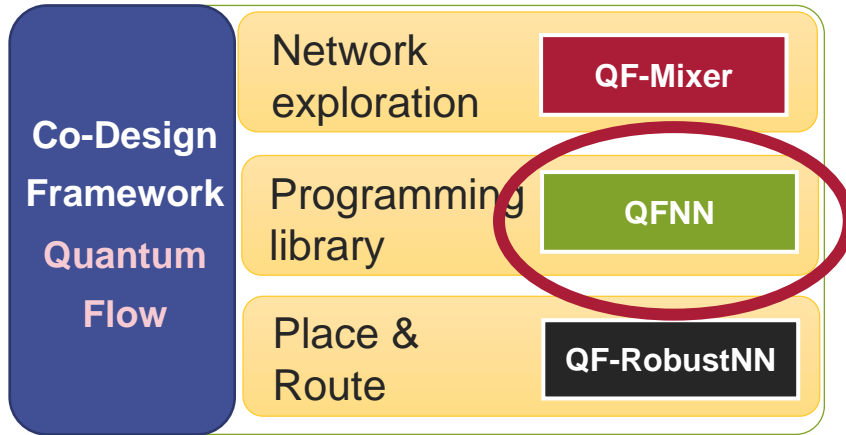 Co-Design
Framework
Quantum
Flow
Network
exploration
QF-Mixer
Programming
library
QFNN
Place &
Route
QF-RobustNN